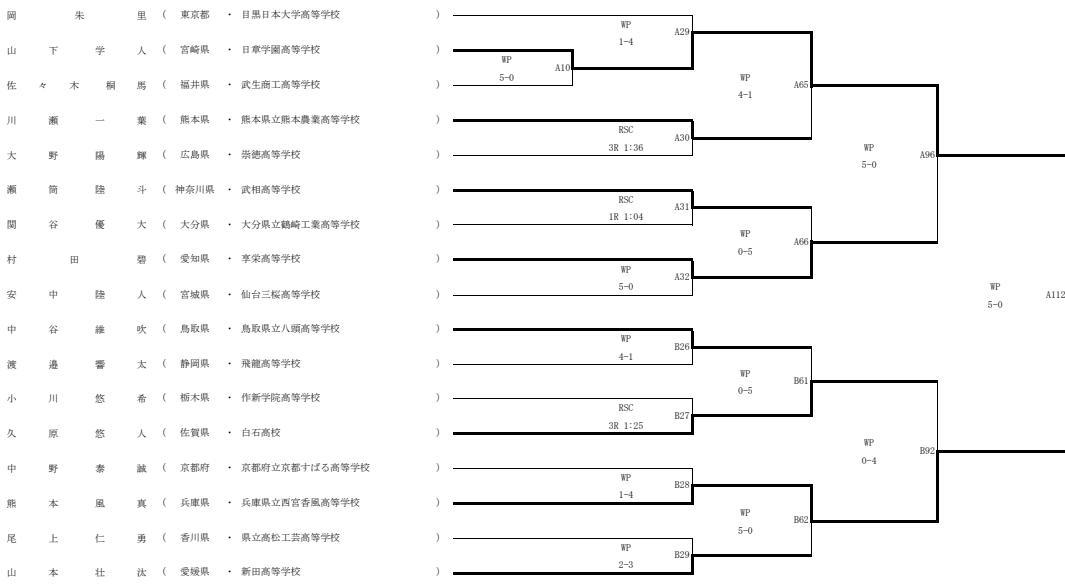 岡 朱 里 ( 東京都 ・ 目黒日本大学高等学校 )
WP
1-4
A29
山 下 学 人 ( 宮崎県 ・ 日章学園高等学校 )
WP
5-0
A10
WP
4-1
A65
佐 々 木 桐 馬 ( 福井県 ・ 武生商工高等学校 )
川 瀬 一 葉 ( 熊本県 ・ 熊本県立熊本農業高等学校 )
RSC
3R 1:36
A30
大 野 陽 輝 ( 広島県 ・ 崇徳高等学校 )
WP
5-0
A96
瀬 筒 陸 斗 ( 神奈川県 ・ 武相高等学校 )
RSC
1R 1:04
A31
関 谷 優 大 ( 大分県 ・ 大分県立鶴崎工業高等学校 )
WP
0-5
A66
村 田 碧 ( 愛知県 ・ 享栄高等学校 )
WP
5-0
A32
安 中 陸 人 ( 宮城県 ・ 仙台三桜高等学校 )
WP
5-0
A112
中 谷 維 吹 ( 鳥取県 ・ 鳥取県立八頭高等学校 )
WP
4-1
B26
渡 邉 響 太 ( 静岡県 ・ 飛龍高等学校 )
WP
0-5
B61
小 川 悠 希 ( 栃木県 ・ 作新学院高等学校 )
RSC
3R 1:25
B27
久 原 悠 人 ( 佐賀県 ・ 白石高校 )
WP
0-4
B92
中 野 泰 誠 ( 京都府 ・ 京都府立京都すばる高等学校 )
WP
1-4
B28
熊 本 風 真 ( 兵庫県 ・ 兵庫県立西宮香風高等学校 )
WP
5-0
B62
尾 上 仁 勇 ( 香川県 ・ 県立高松工芸高等学校 )
WP
2-3
B29
山 本 壮 汰 ( 愛媛県 ・ 新田高等学校 )